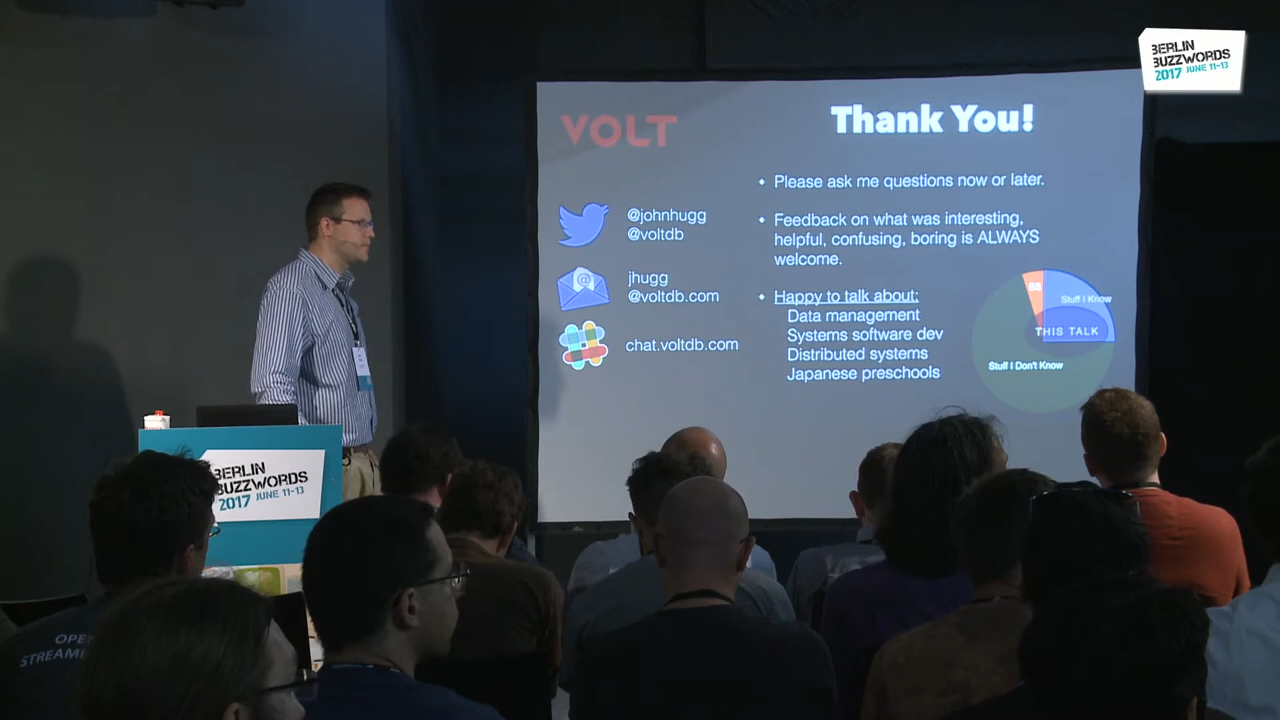 BERLIN
BUZZWORDS
2017 JUNE 11-13
VOLT
Thank You!
@johnhugg
@voltdb
jhugg
@voltdb.com
chat.voltdb.com
• Please ask me questions now or later.
• Feedback on what was interesting,
helpful, confusing, boring is ALWAYS
welcome.
• Happy to talk about:
Data management
Systems software dev
Distributed systems
Japanese preschools
BS
Stuff I Know
THIS TALK
Stuff I Don't Know
BERLIN
BUZZWORDS
2017 JUNE 11-13
OPE
STREAM